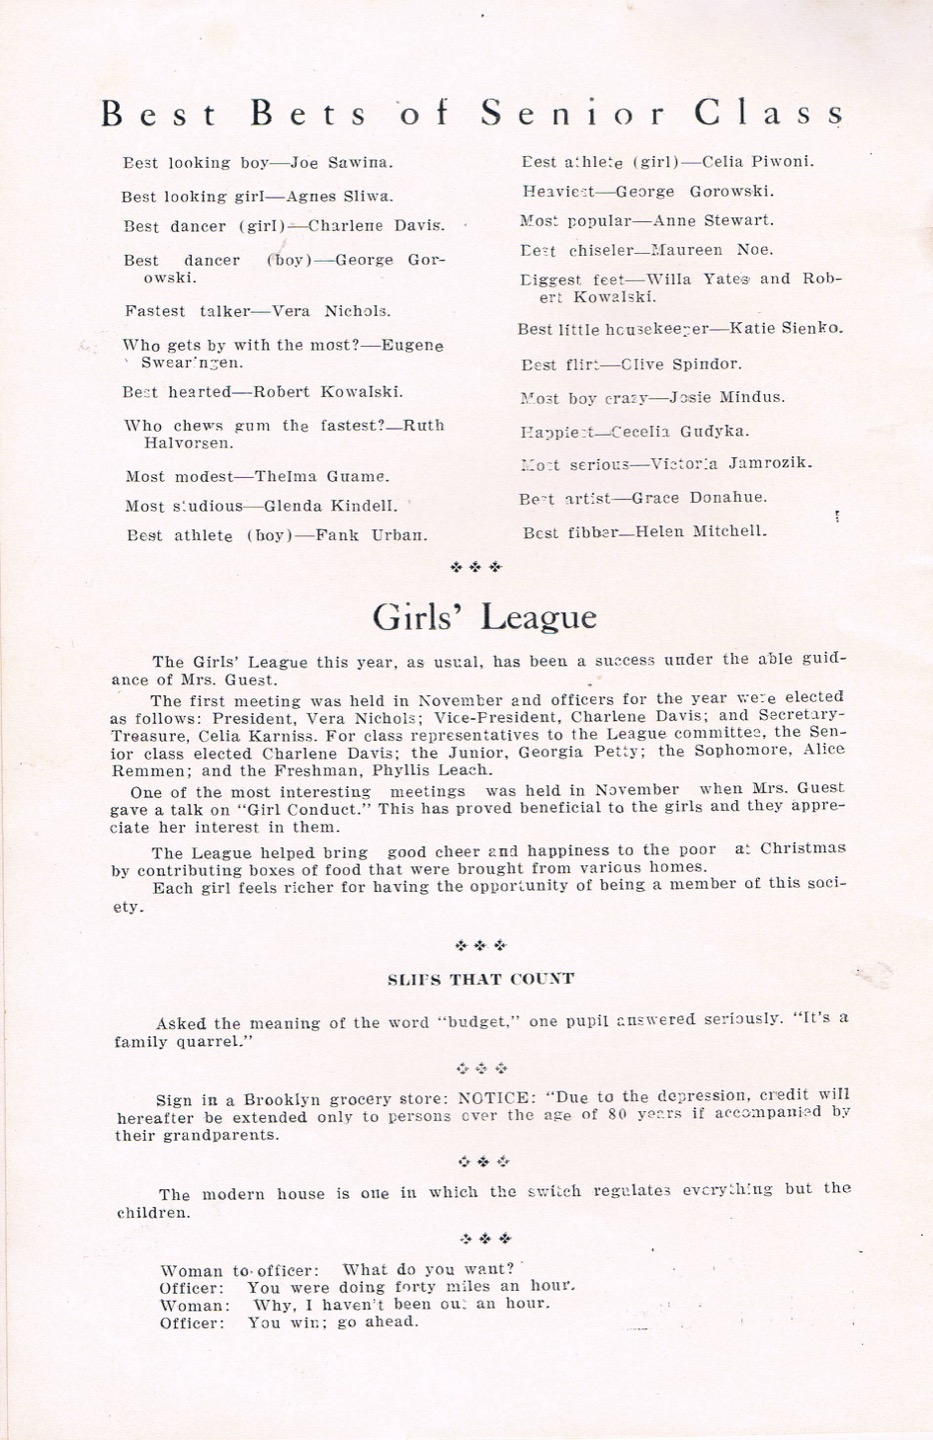 Best Bets of Senior Class
Best looking boy—Joe Sawina.
Best looking girl—Agnes Sliwa.
Best dancer (girl)—Charlene Davis.
Best dancer (boy)—George Gor-
owski.
Fastest talker—Vera Nichols.
Who gets by with the most?—Eugene
Swear'ngen.
Best hearted—Robert Kowalski.
Who chews gum the fastest?—Ruth
Halvorsen.
Most modest—Thelma Guame.
Most studious—Glenda Kindell.
Best athlete (boy)—Fank Urban.
Best athlete (girl)—Celia Piwoni.
Heaviest—George Gorowski.
Most popular—Anne Stewart.
Best chiseler—Maureen Noe.
Biggest feet—Willa Yates and Rob-
ert Kowalski.
Best little housekeeper—Katie Sienko.
Best flirt—Clive Spindor.
Most boy crazy—Josie Mindus.
Happiest—Cecelia Gudyka.
Most serious—Victoria Jamrozik.
Best artist—Grace Donahue.
Best fibber—Helen Mitchell.
Girls' League
The Girls' League this year, as usual, has been a success under the able guid-
ance of Mrs. Guest.
The first meeting was held in November and officers for the year were elected
as follows: President, Vera Nichols; Vice-President, Charlene Davis; and Secretary-
Treasure, Celia Karniss. For class representatives to the League committee, the Sen-
ior class elected Charlene Davis; the Junior, Georgia Petty; the Sophomore, Alice
Remmen; and the Freshman, Phyllis Leach.
One of the most interesting meetings was held in November when Mrs. Guest
gave a talk on "Girl Conduct." This has proved beneficial to the girls and they appre-
ciate her interest in them.
The League helped bring good cheer and happiness to the poor at Christmas
by contributing boxes of food that were brought from various homes.
Each girl feels richer for having the opportunity of being a member of this soci-
ety.
SLIPS THAT COUNT
Asked the meaning of the word "budget," one pupil answered seriously. "It's a
family quarrel."
Sign in a Brooklyn grocery store: NOTICE: "Due to the depression, credit will
hereafter be extended only to persons over the age of 80 years if accompanied by
their grandparents.
The modern house is one in which the switch regulates everything but the
children.
Woman to officer: What do you want?
Officer: You were doing forty miles an hour.
Woman: Why, I haven't been out an hour.
Officer: You win; go ahead.